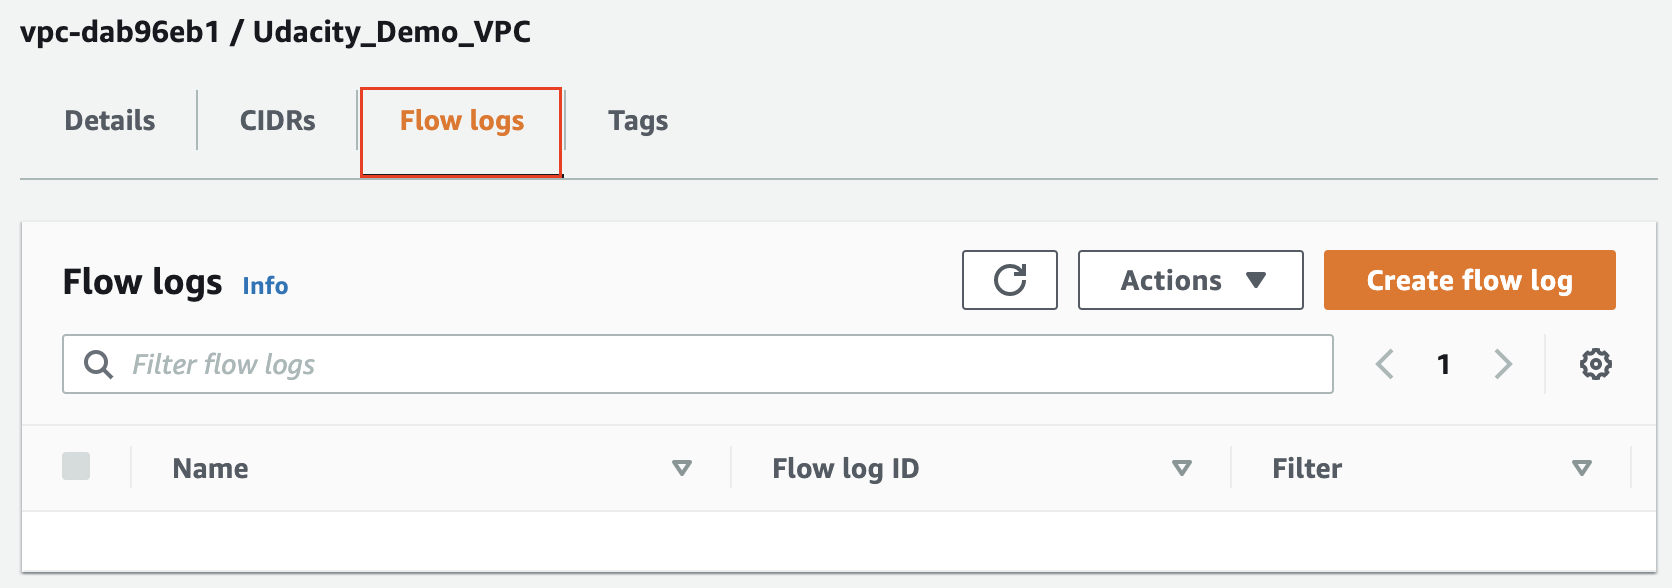 vpc-dab96eb1 / Udacity_Demo_VPC
Details CIDRs Flow logs Tags
Flow logs Info Actions Create flow log
Filter flow logs 1
Name Flow log ID Filter